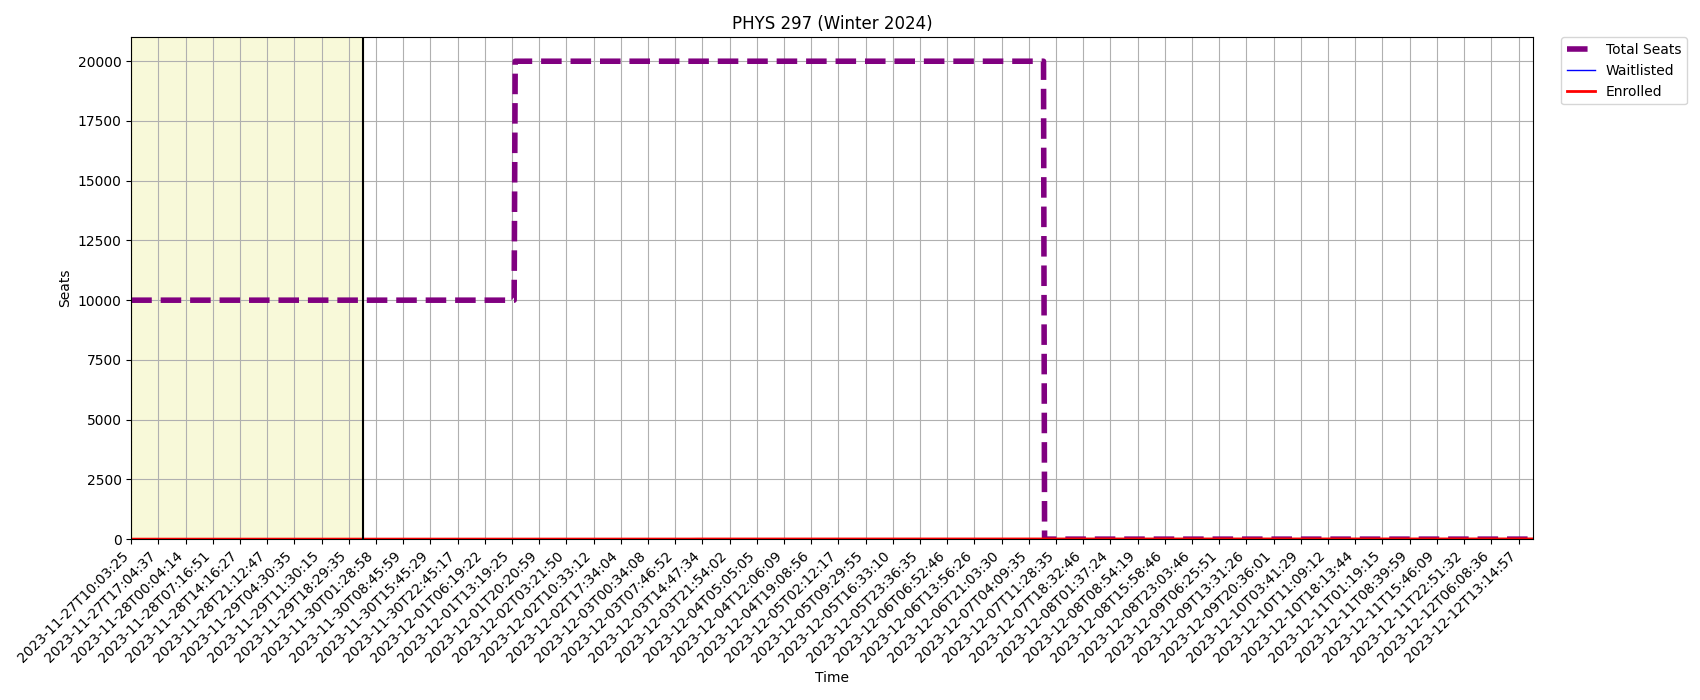 PHYS 297 (Winter 2024)
Total Seats
Waitlisted
Enrolled
20000
17500
15000
12500
10000
7500
5000
2500
0
Seats
2023-11-27T10:03:25
2023-11-27T17:04:37
2023-11-28T00:04:14
2023-11-28T07:16:51
2023-11-28T14:16:27
2023-11-28T21:12:47
2023-11-29T04:30:35
2023-11-29T11:30:15
2023-11-29T18:29:35
2023-11-30T01:28:58
2023-11-30T08:45:59
2023-11-30T15:45:29
2023-11-30T22:45:17
2023-12-01T06:19:22
2023-12-01T13:19:25
2023-12-01T20:20:59
2023-12-02T03:21:50
2023-12-02T10:33:12
2023-12-02T17:34:04
2023-12-03T00:34:08
2023-12-03T07:46:52
2023-12-03T14:47:34
2023-12-03T21:54:02
2023-12-04T05:05:05
2023-12-04T12:06:09
2023-12-04T19:08:56
2023-12-05T02:12:17
2023-12-05T09:29:55
2023-12-05T16:33:10
2023-12-05T23:36:35
2023-12-06T06:52:46
2023-12-06T13:56:26
2023-12-06T21:03:30
2023-12-07T04:09:35
2023-12-07T11:28:35
2023-12-07T18:32:46
2023-12-08T01:37:24
2023-12-08T08:54:19
2023-12-08T15:58:46
2023-12-08T23:03:46
2023-12-09T06:25:51
2023-12-09T13:31:26
2023-12-09T20:36:01
2023-12-10T03:41:29
2023-12-10T11:09:12
2023-12-10T18:13:44
2023-12-11T01:19:15
2023-12-11T08:39:59
2023-12-11T15:46:09
2023-12-11T22:51:32
2023-12-12T06:08:36
2023-12-12T13:14:57
Time